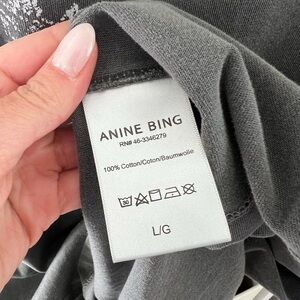 ANINE BING
RN# 46-3346279
100% Cotton/Coton/Baumwolle
L/G